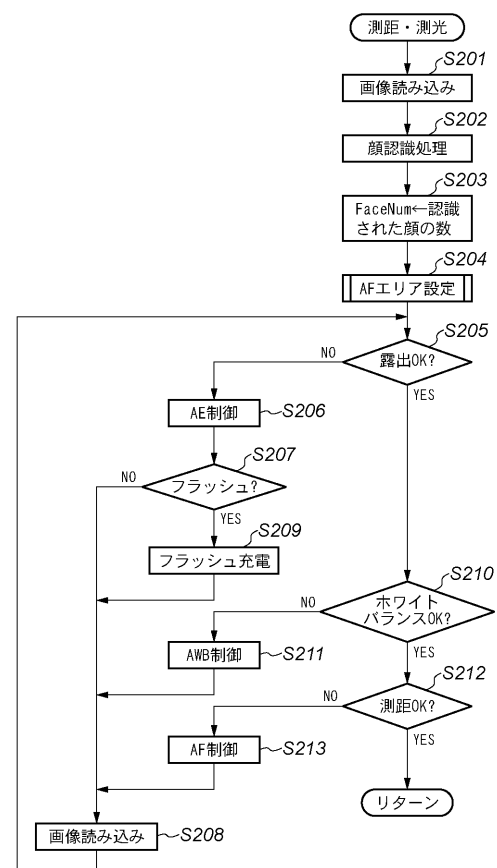 測距・測光
S201
画像読み込み
S202
顔認識処理
S203
FaceNum←認識
された顔の数
S204
AFエリア設定
S205
露出OK?
NO
YES
AE制御
S206
S207
フラッシュ?
NO
YES
S209
フラッシュ充電
S210
ホワイト
バランスOK?
NO
YES
AWB制御
S211
S212
測距OK?
NO
YES
AF制御
S213
リターン
画像読み込み
S208